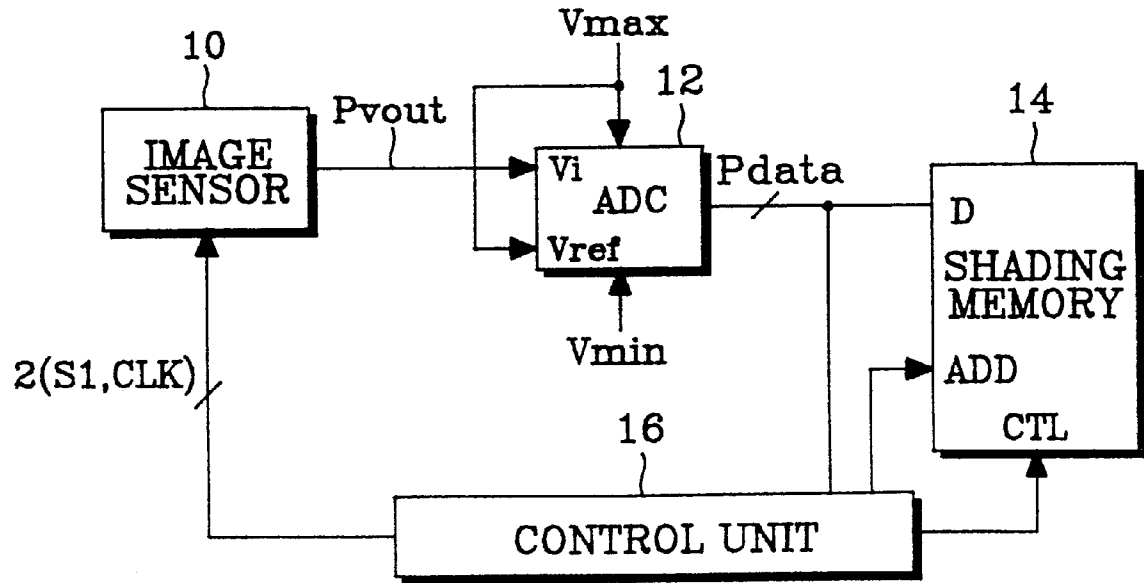 Vmax
10
12
14
Pvout
IMAGE
SENSOR
Vi
ADC
Vref
Pdata
D
SHADING
MEMORY
ADD
CTL
Vmin
2(S1,CLK)
16
CONTROL UNIT